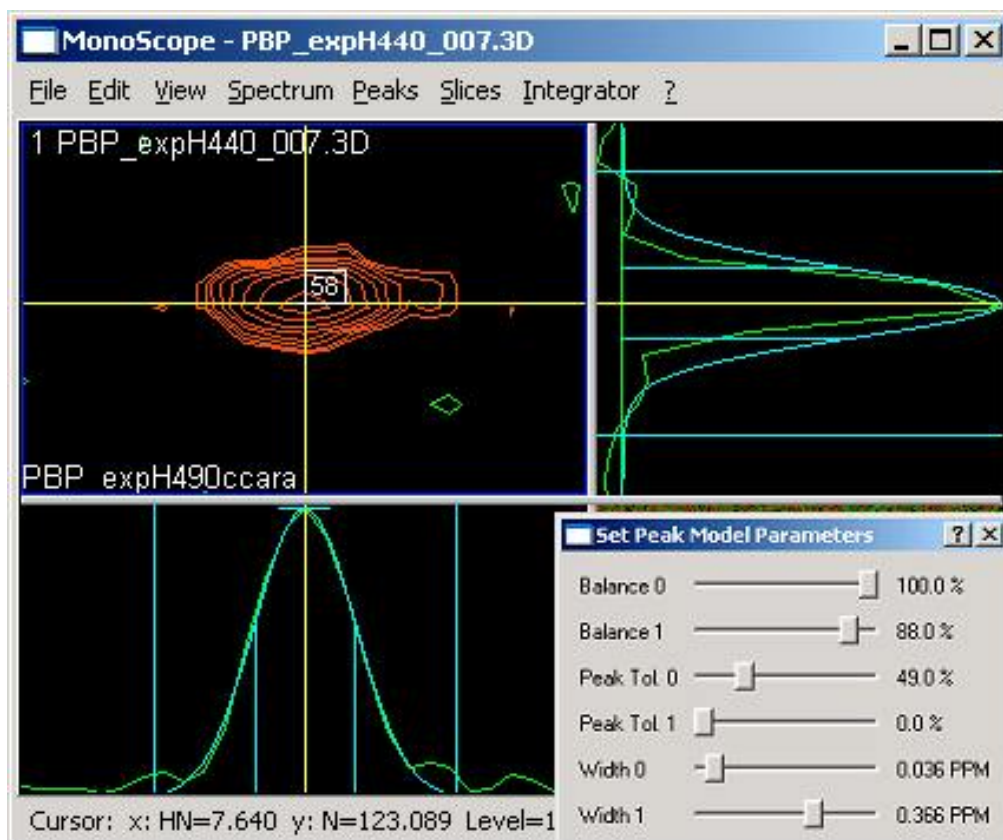 MonoScope - PBP_expH440_007.3D
File Edit View Spectrum Peaks Slices Integrator ?
1 PBP_expH440_007.3D
58
PBP_expH490ccara
Set Peak Model Parameters
Balance 0 100.0 %
Balance 1 88.0 %
Peak Tol. 0 49.0 %
Peak Tol. 1 0.0 %
Width 0 0.036 PPM
Width 1 0.366 PPM
Cursor: x: HN=7.640 y: N=123.089 Level=1